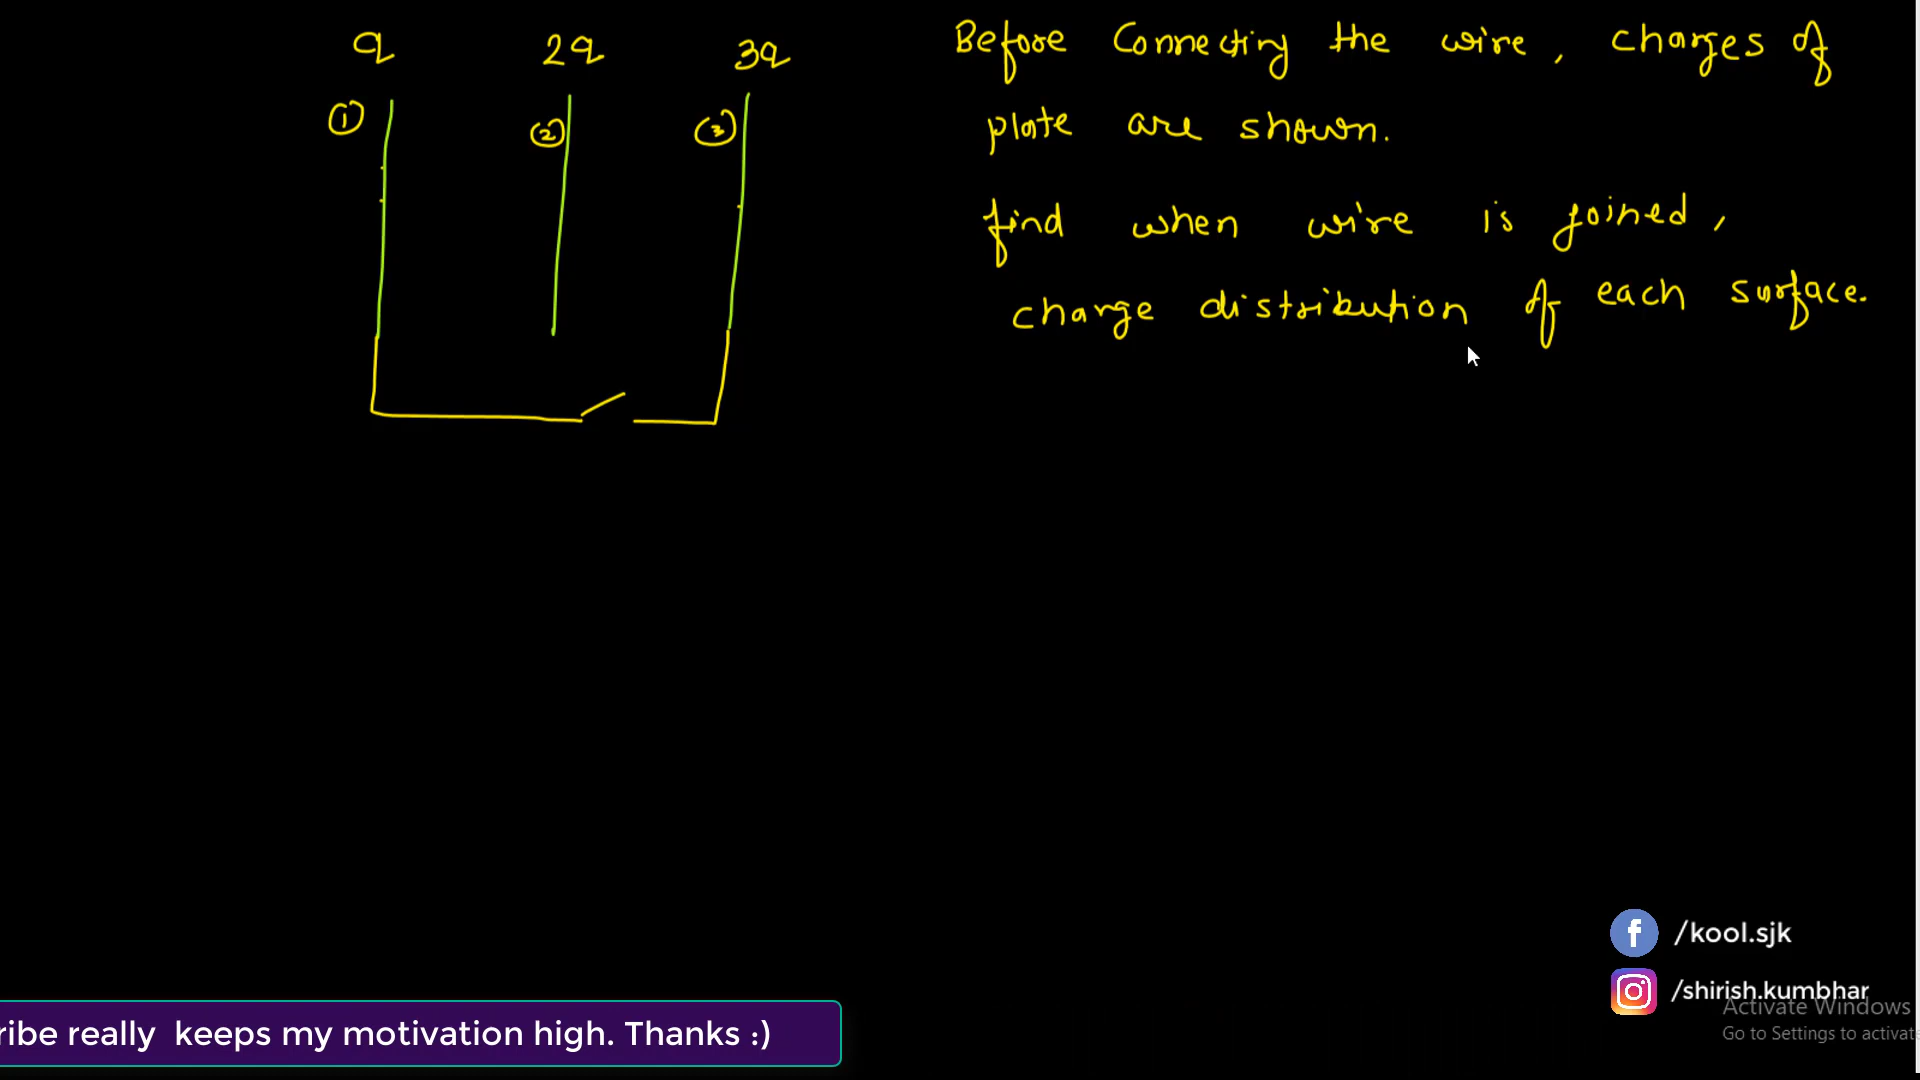 q 2q 3q
① ② ③
Before Connecting the wire, charges of
plate are shown.
find when wire is joined,
charge distribution of each surface.
/kool.sjk
/shirish.kumbhar
Activate Windows
Go to Settings to activat
ribe really keeps my motivation high. Thanks :)